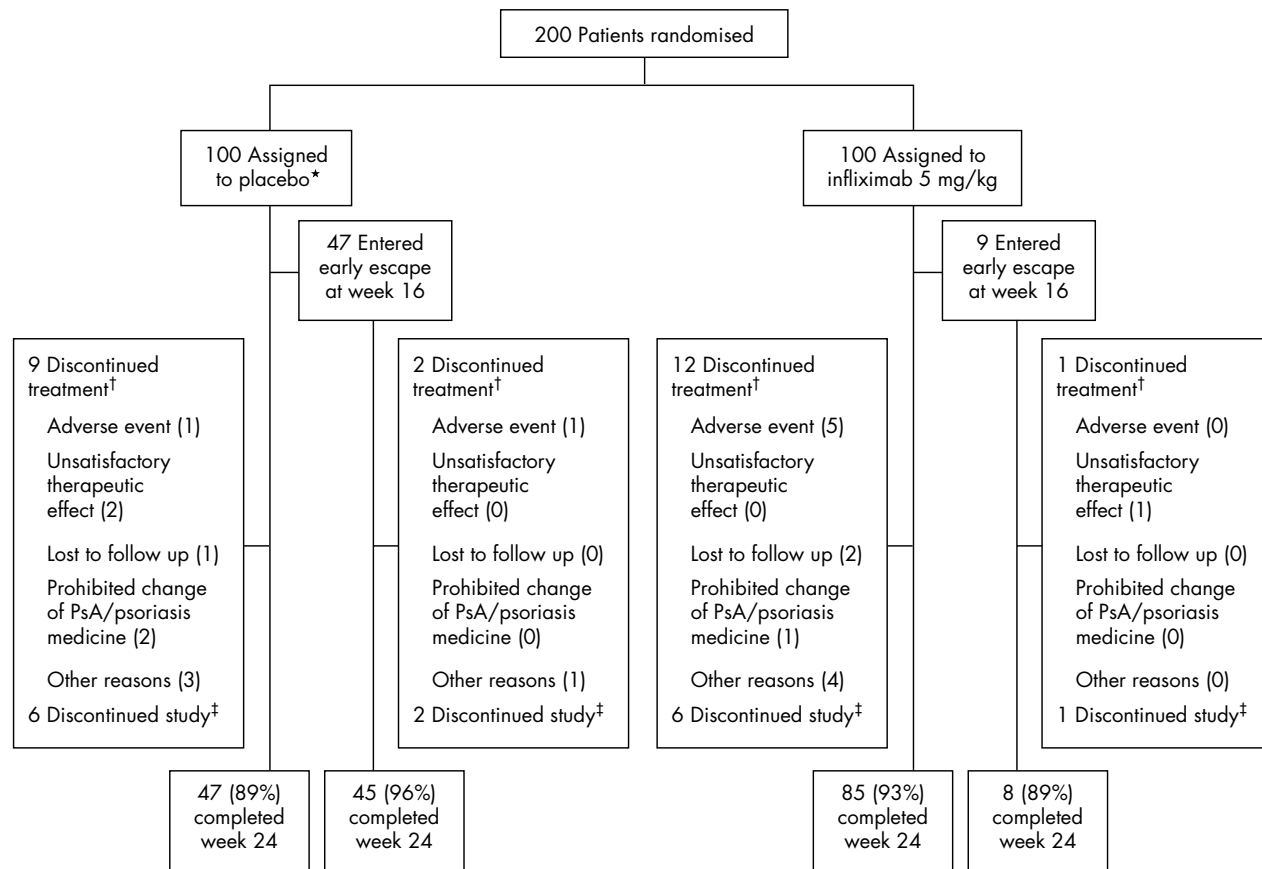 200 Patients randomised
100 Assigned
to placebo★
100 Assigned to
infliximab 5 mg/kg
47 Entered
early escape
at week 16
9 Entered
early escape
at week 16
9 Discontinued
treatment†
Adverse event (1)
Unsatisfactory
therapeutic
effect (2)
Lost to follow up (1)
Prohibited change
of PsA/psoriasis
medicine (2)
Other reasons (3)
6 Discontinued study‡
2 Discontinued
treatment†
Adverse event (1)
Unsatisfactory
therapeutic
effect (0)
Lost to follow up (0)
Prohibited change
of PsA/psoriasis
medicine (0)
Other reasons (1)
2 Discontinued study‡
12 Discontinued
treatment†
Adverse event (5)
Unsatisfactory
therapeutic
effect (0)
Lost to follow up (2)
Prohibited change
of PsA/psoriasis
medicine (1)
Other reasons (4)
6 Discontinued study‡
1 Discontinued
treatment†
Adverse event (0)
Unsatisfactory
therapeutic
effect (1)
Lost to follow up (0)
Prohibited change
of PsA/psoriasis
medicine (0)
Other reasons (0)
1 Discontinued study‡
47 (89%)
completed
week 24
45 (96%)
completed
week 24
85 (93%)
completed
week 24
8 (89%)
completed
week 24